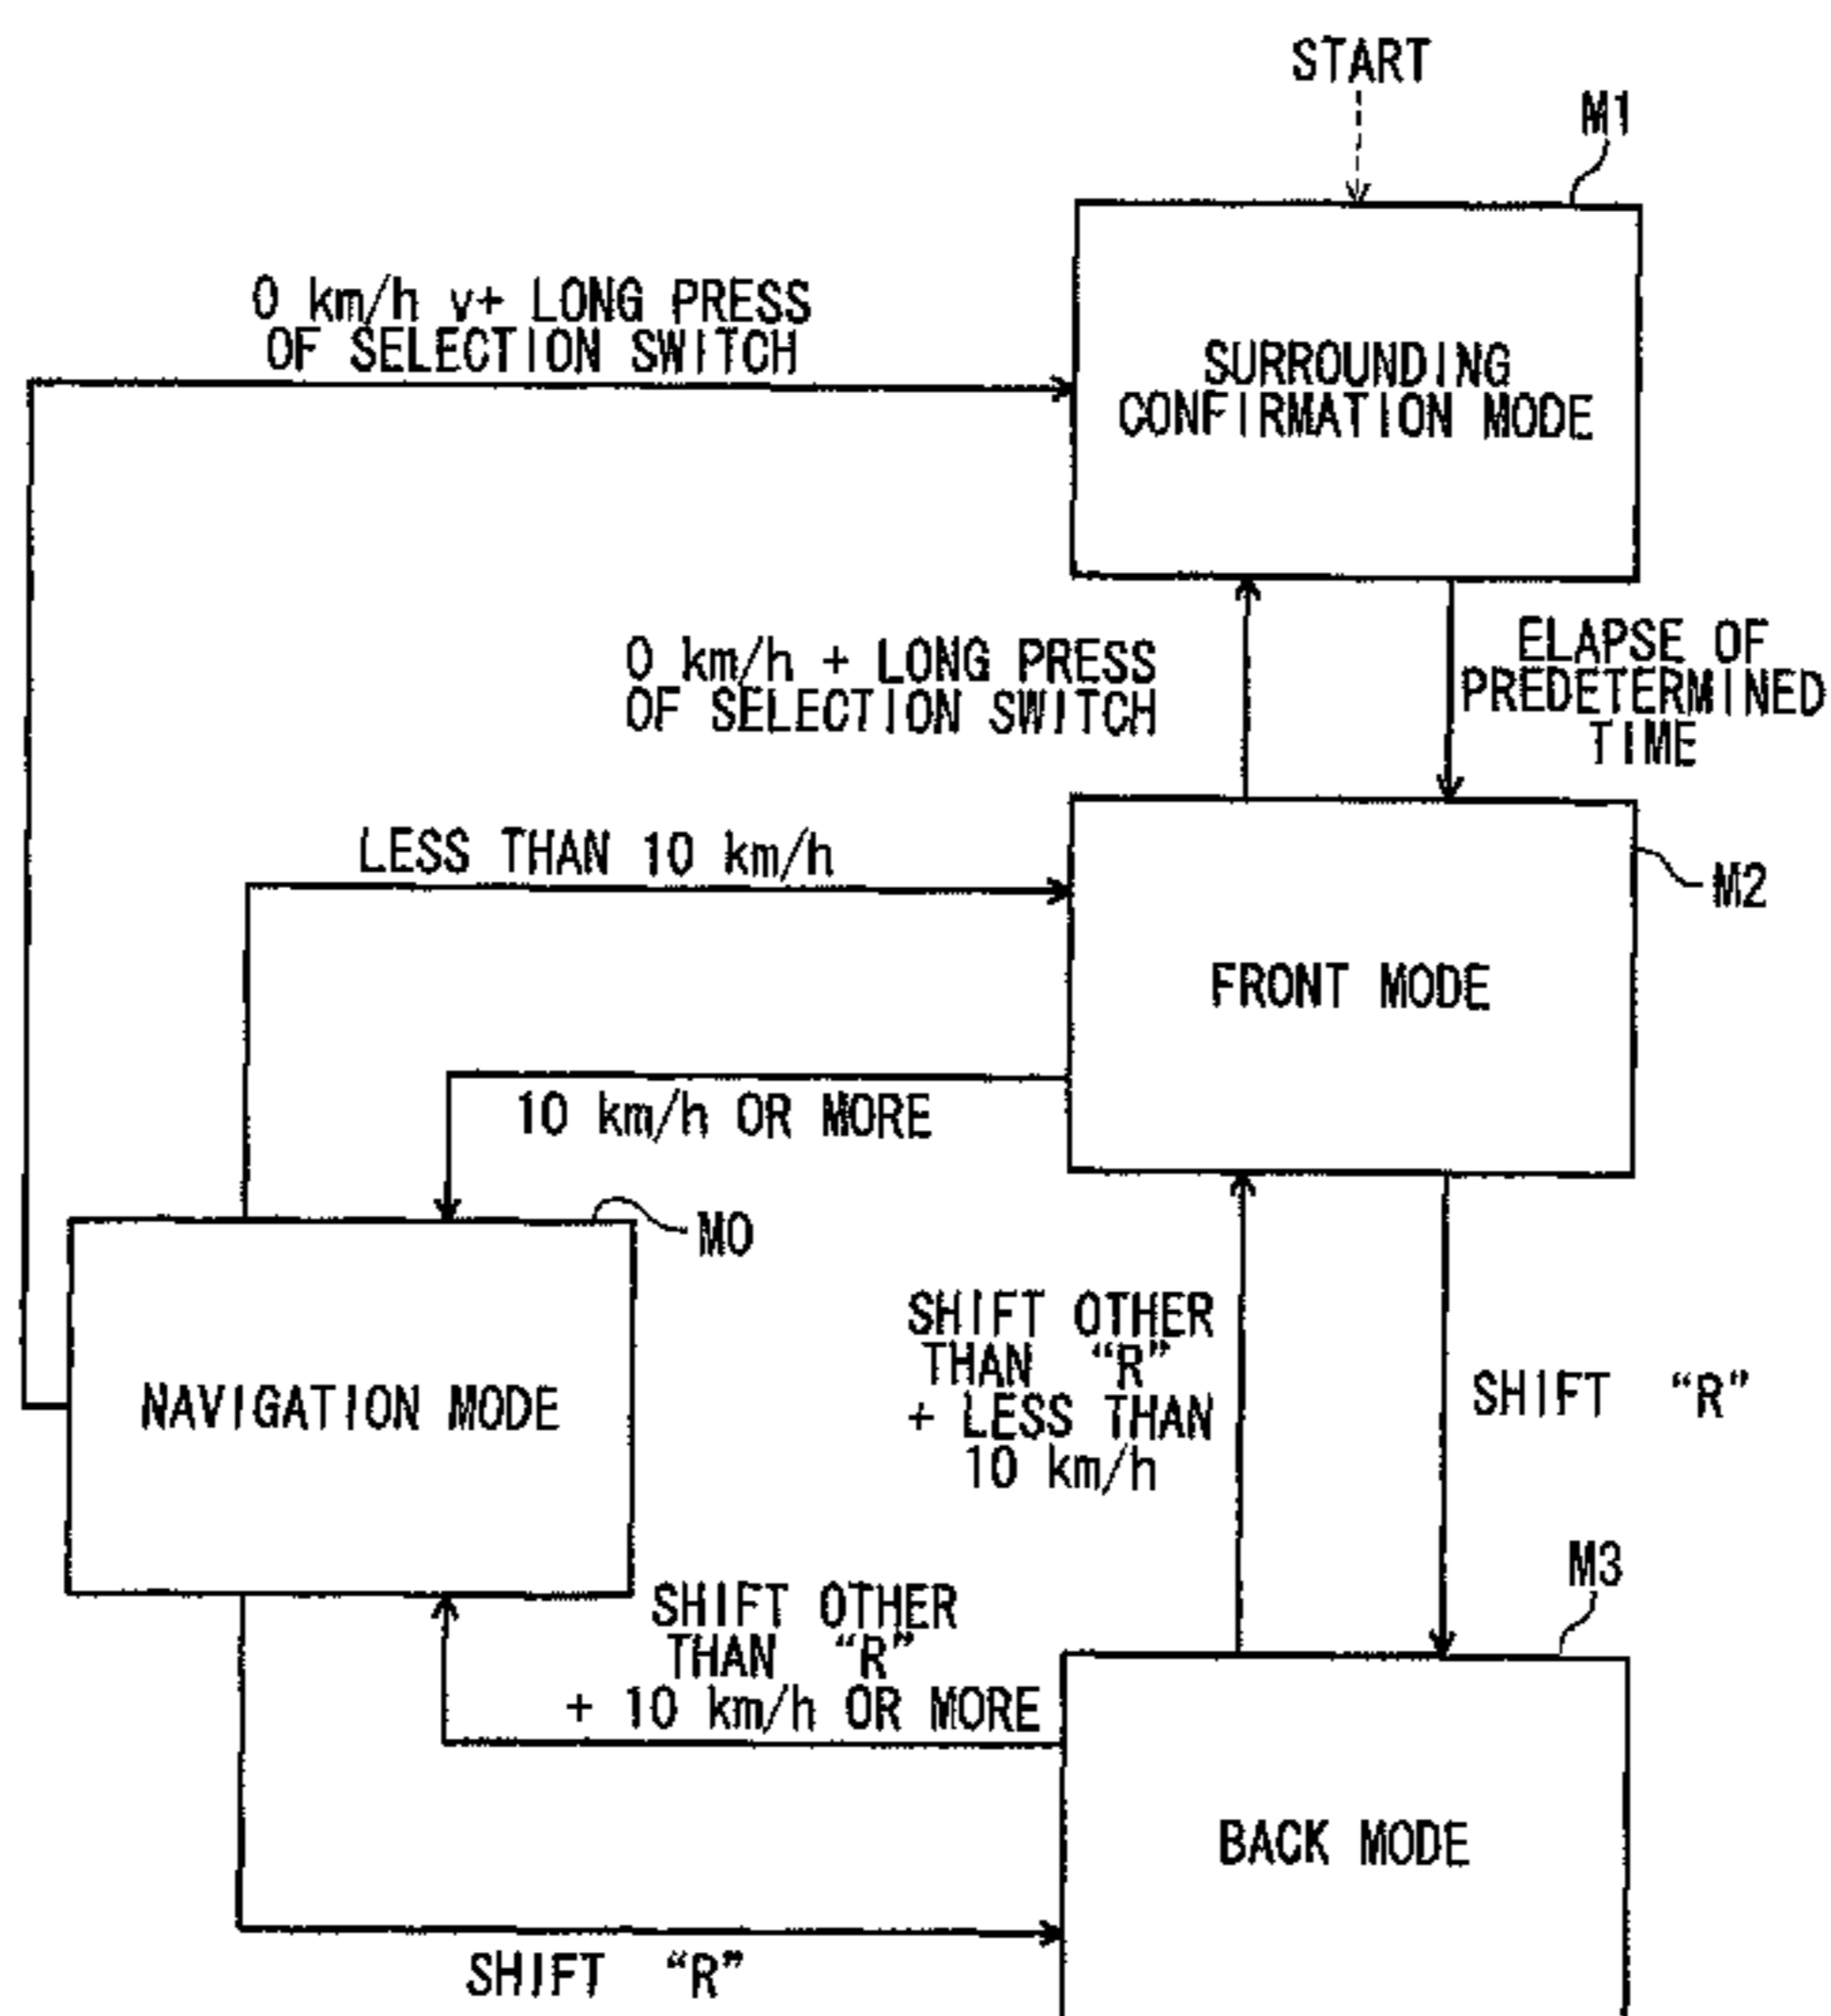 START
M1
0 km/h v+ LONG PRESS
OF SELECTION SWITCH
SURROUNDING
CONFIRMATION MODE
0 km/h + LONG PRESS
OF SELECTION SWITCH
ELAPSE OF
PREDETERMINED
TIME
LESS THAN 10 km/h
M2
FRONT MODE
10 km/h OR MORE
M0
SHIFT OTHER
THAN “R”
+ LESS THAN
10 km/h
SHIFT “R”
NAVIGATION MODE
M3
SHIFT OTHER
THAN “R”
+ 10 km/h OR MORE
BACK MODE
SHIFT “R”